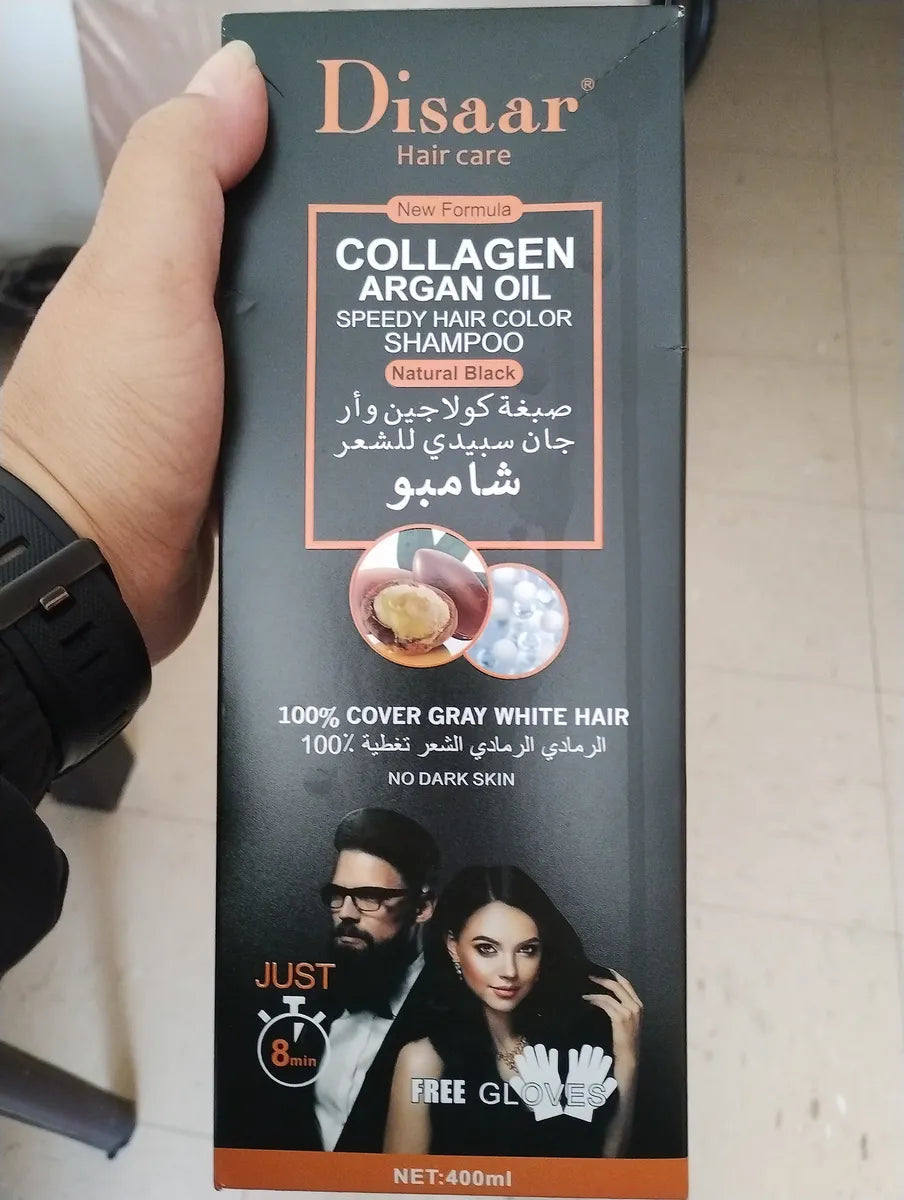 Disaar®
Hair care
New Formula
COLLAGEN
ARGAN OIL
SPEEDY HAIR COLOR
SHAMPOO
Natural Black
صبغة كولاجين وأر
جان سبيدي للشعر
شامبو
100% COVER GRAY WHITE HAIR
الرمادي الرمادي الشعر تغطية 100٪
NO DARK SKIN
JUST
8min
FREE GLOVES
NET:400ml